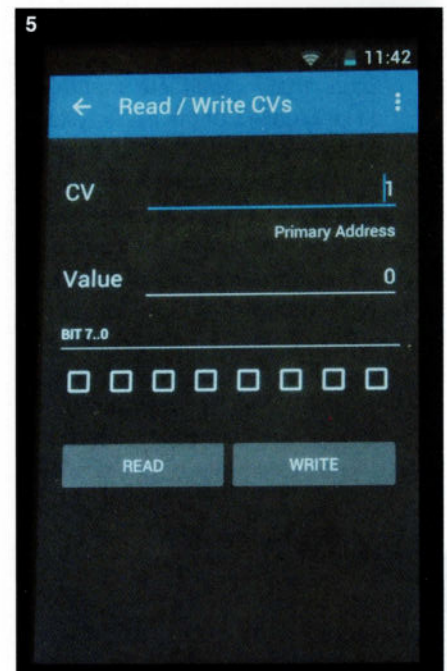 5
11:42
Read / Write CVs
CV 1
Primary Address
Value 0
BIT 7..0
READ WRITE